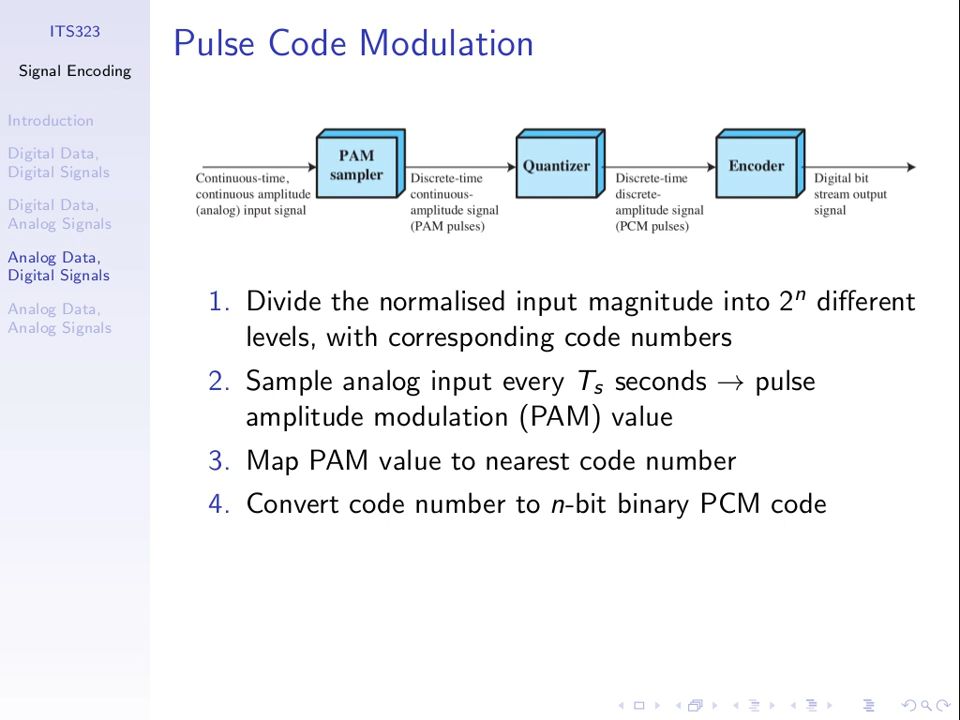 ITS323
Signal Encoding
Introduction
Digital Data,
Digital Signals
Digital Data,
Analog Signals
Analog Data,
Digital Signals
Analog Data,
Analog Signals
Pulse Code Modulation
Continuous-time,
continuous amplitude
(analog) input signal
PAM
sampler
Discrete-time
continuous-
amplitude signal
(PAM pulses)
Quantizer
Discrete-time
discrete-
amplitude signal
(PCM pulses)
Encoder
Digital bit
stream output
signal
1. Divide the normalised input magnitude into 2ⁿ different
levels, with corresponding code numbers
2. Sample analog input every Tₛ seconds → pulse
amplitude modulation (PAM) value
3. Map PAM value to nearest code number
4. Convert code number to n-bit binary PCM code